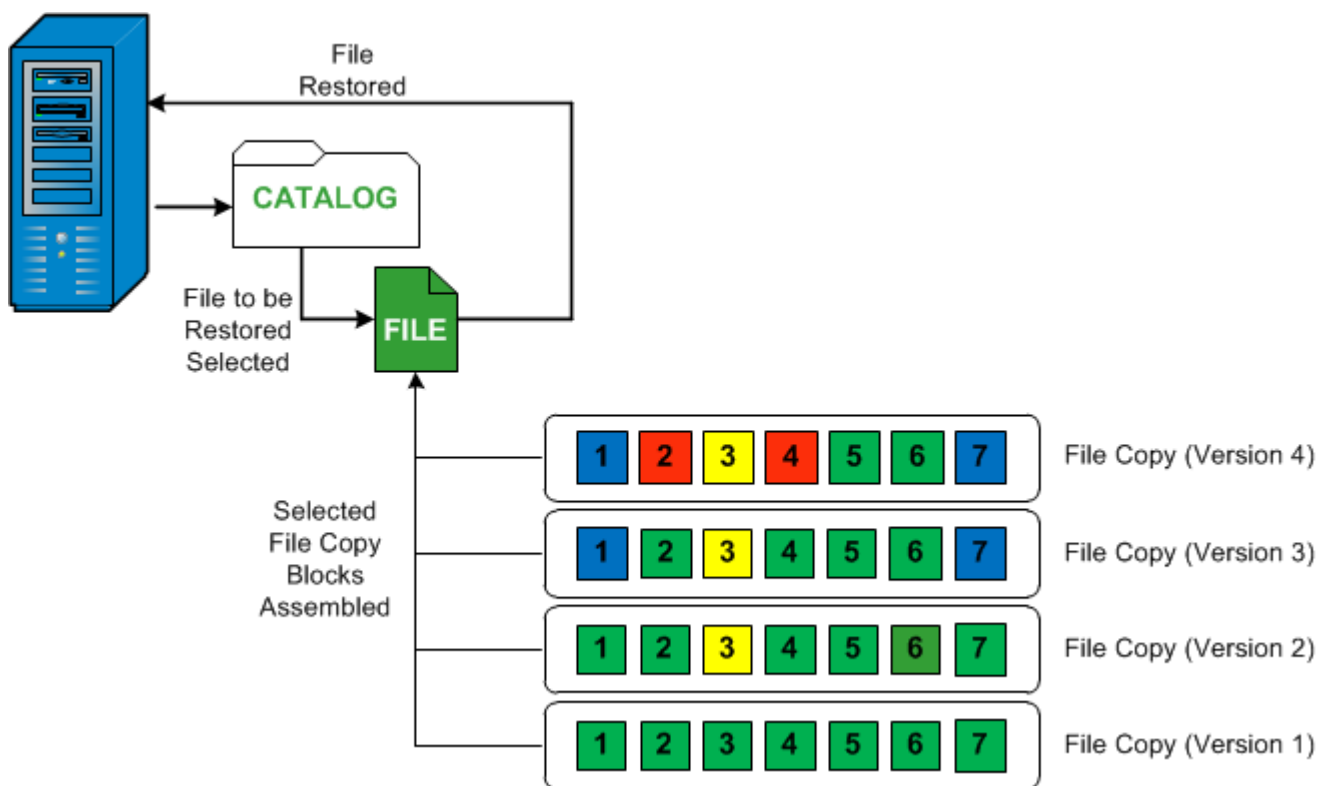 File
Restored
CATALOG
File to be
Restored
Selected
FILE
Selected
File Copy
Blocks
Assembled
1 2 3 4 5 6 7 File Copy (Version 4)
1 2 3 4 5 6 7 File Copy (Version 3)
1 2 3 4 5 6 7 File Copy (Version 2)
1 2 3 4 5 6 7 File Copy (Version 1)